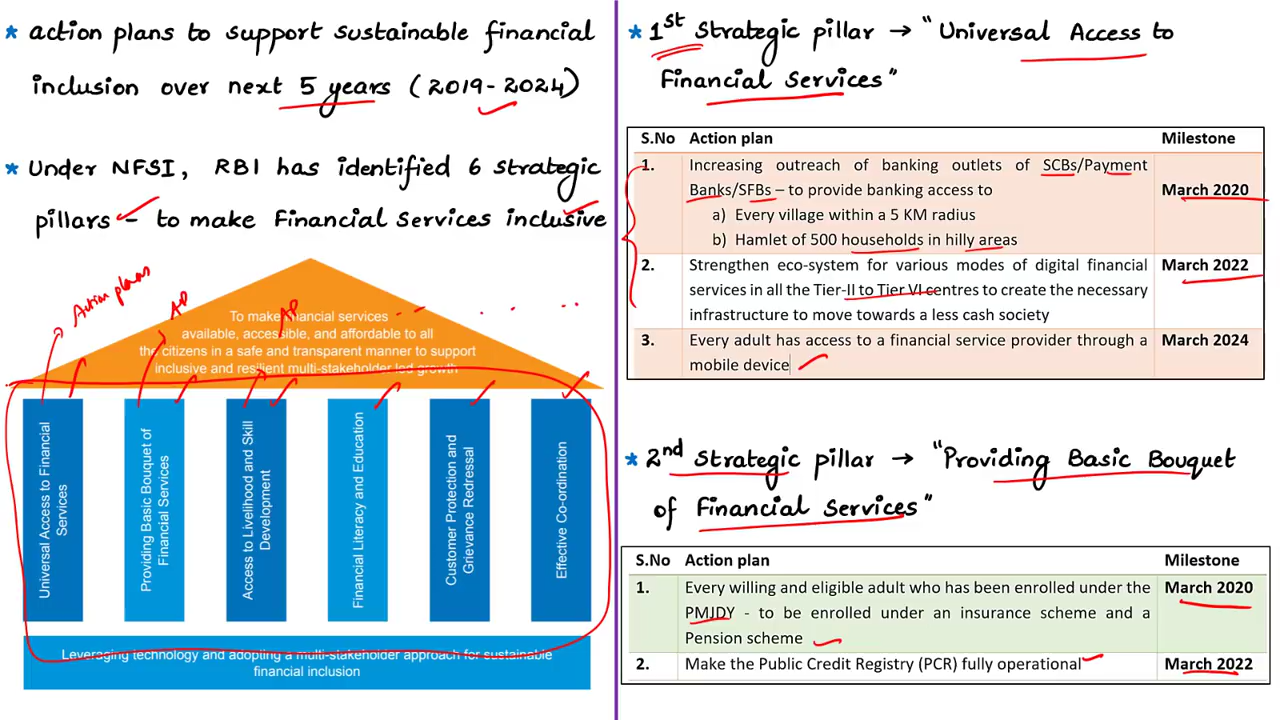 * action plans to support sustainable financial
inclusion over next 5 years (2019-2024)
* Under NFSI, RBI has identified 6 strategic
pillars - to make Financial Services inclusive
Action plans
AP
AP
To make financial services
available, accessible, and affordable to all
the citizens in a safe and transparent manner to support
inclusive and resilient multi-stakeholder led growth
Universal Access to Financial
Services
Providing Basic Bouquet of
Financial Services
Access to Livelihood and Skill
Development
Financial Literacy and Education
Customer Protection and
Grievance Redressal
Effective Co-ordination
Leveraging technology and adopting a multi-stakeholder approach for sustainable
financial inclusion
* 1st Strategic pillar → "Universal Access to
Financial Services"
S.No Action plan Milestone
1. Increasing outreach of banking outlets of SCBs/Payment
Banks/SFBs – to provide banking access to March 2020
a) Every village within a 5 KM radius
b) Hamlet of 500 households in hilly areas
2. Strengthen eco-system for various modes of digital financial March 2022
services in all the Tier-II to Tier VI centres to create the necessary
infrastructure to move towards a less cash society
3. Every adult has access to a financial service provider through a March 2024
mobile device
* 2nd Strategic pillar → "Providing Basic Bouquet
of Financial Services"
S.No Action plan Milestone
1. Every willing and eligible adult who has been enrolled under the March 2020
PMJDY - to be enrolled under an insurance scheme and a
Pension scheme
2. Make the Public Credit Registry (PCR) fully operational March 2022